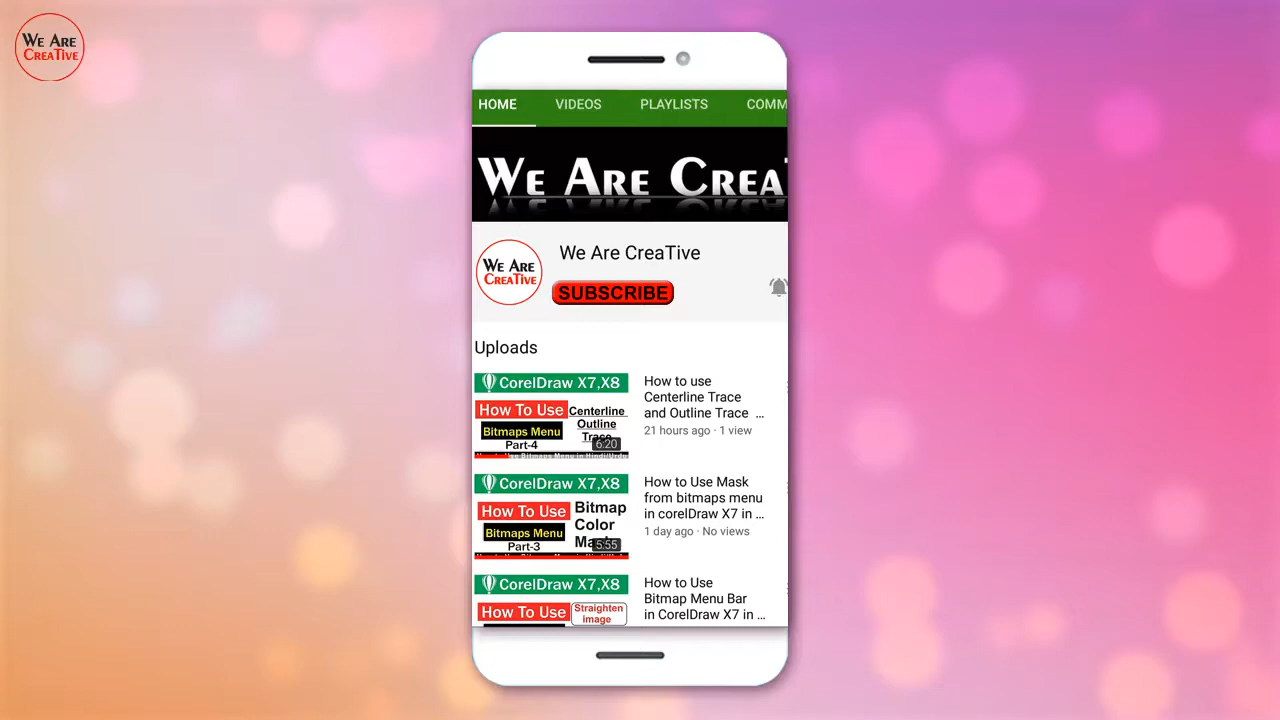 We Are
CreaTive
HOME VIDEOS PLAYLISTS COMM
We Are Crea
We Are
CreaTive
We Are CreaTive
SUBSCRIBE
Uploads
CorelDraw X7,X8
How To Use
Centerline
Outline
Trace
Bitmaps Menu
Part-4
6:20
How to use
Centerline Trace
and Outline Trace ...
21 hours ago · 1 view
CorelDraw X7,X8
How To Use
Bitmap
Color
Bitmaps Menu
Part-3
5:55
How to Use Mask
from bitmaps menu
in corelDraw X7 in ...
1 day ago · No views
CorelDraw X7,X8
How To Use
Straighten
image
How to Use
Bitmap Menu Bar
in CorelDraw X7 in ...